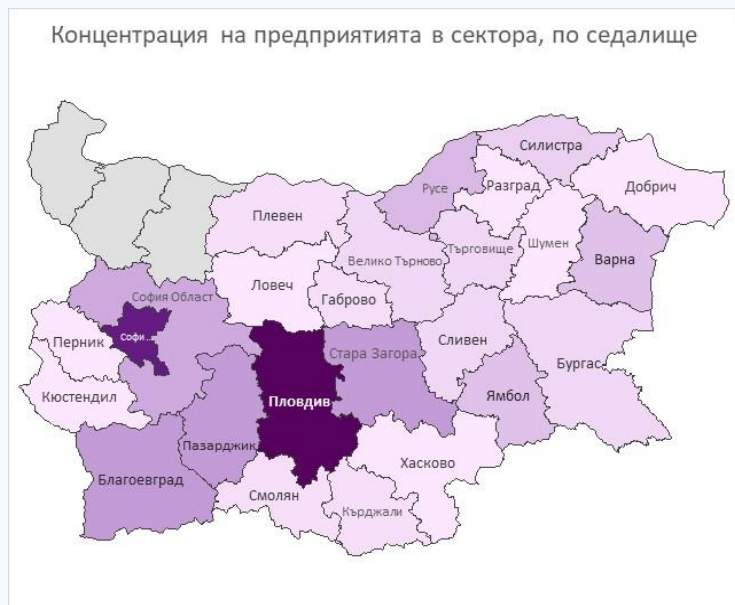 Концентрация на предприятията в сектора, по седалище
Силистра
Русе
Разград
Добрич
Плевен
Велико Търново
Търговище
Шумен
Варна
Ловеч
Габрово
София Област
Софи ...
Перник
Стара Загора
Сливен
Бургас
Кюстендил
Пловдив
Ямбол
Пазарджик
Благоевград
Хасково
Смолян
Кърджали